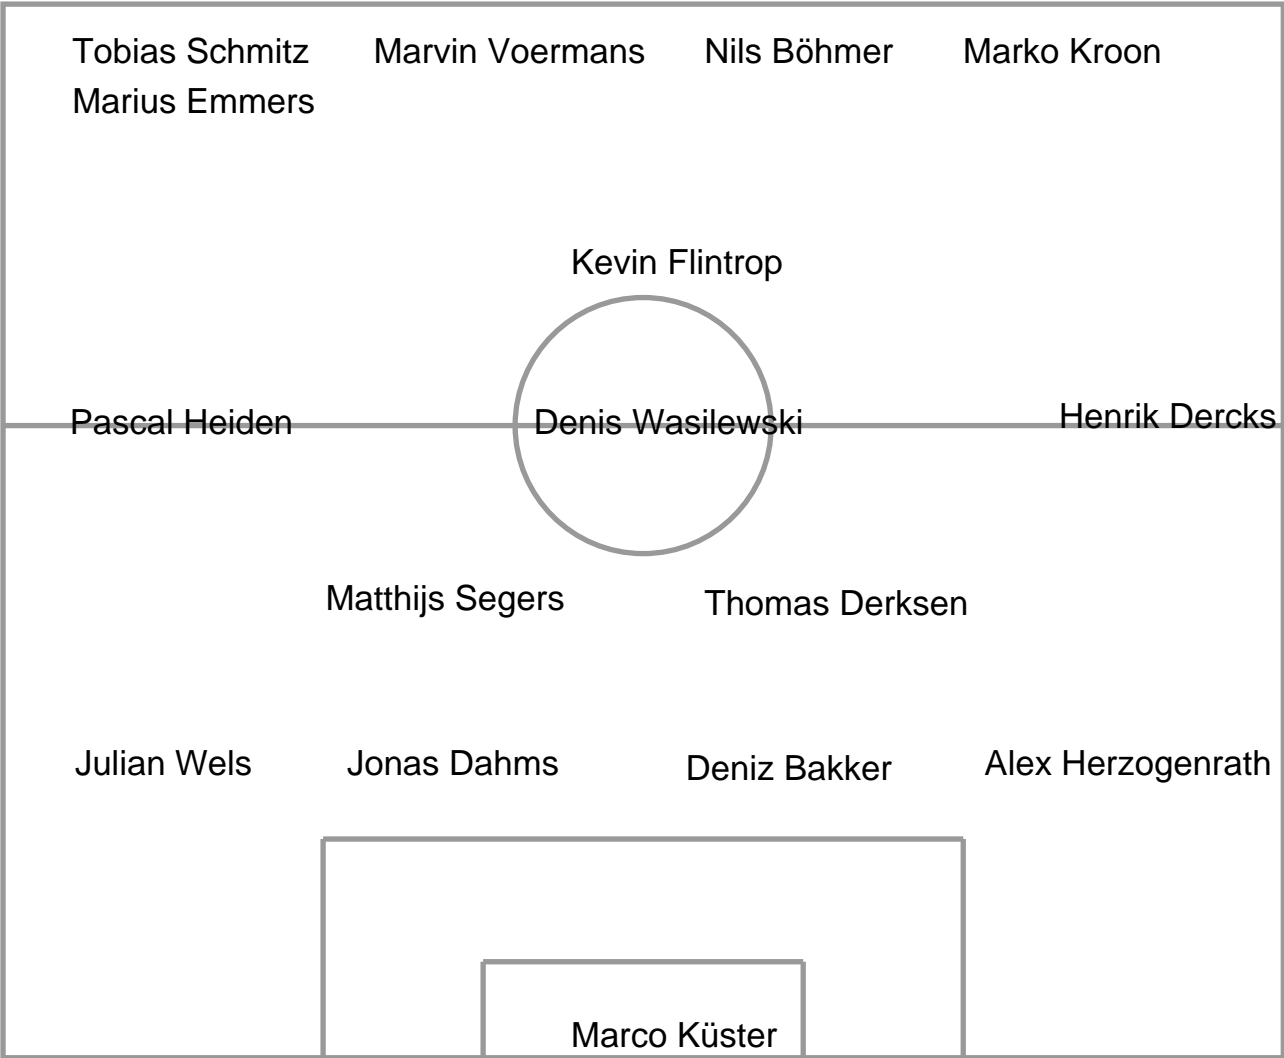 Tobias Schmitz Marvin Voermans Nils Böhmer Marko Kroon
Marius Emmers
Kevin Flintrop
Pascal Heiden Denis Wasilewski Henrik Dercks
Matthijs Segers Thomas Derksen
Julian Wels Jonas Dahms Deniz Bakker Alex Herzogenrath
Marco Küster